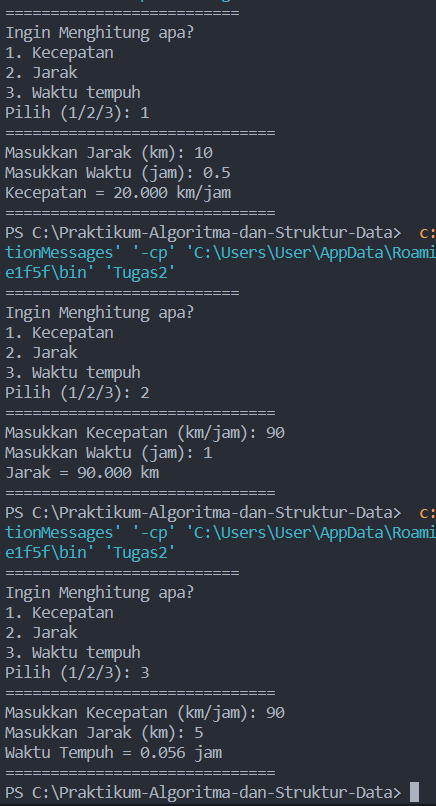 ==========================
Ingin Menghitung apa?
1. Kecepatan
2. Jarak
3. Waktu tempuh
Pilih (1/2/3): 1
==============================
Masukkan Jarak (km): 10
Masukkan Waktu (jam): 0.5
Kecepatan = 20.000 km/jam
==============================
PS C:\Praktikum-Algoritma-dan-Struktur-Data>  c:
tionMessages' '-cp' 'C:\Users\User\AppData\Roami
e1f5f\bin' 'Tugas2'
==========================
Ingin Menghitung apa?
1. Kecepatan
2. Jarak
3. Waktu tempuh
Pilih (1/2/3): 2
==============================
Masukkan Kecepatan (km/jam): 90
Masukkan Waktu (jam): 1
Jarak = 90.000 km
==============================
PS C:\Praktikum-Algoritma-dan-Struktur-Data>  c:
tionMessages' '-cp' 'C:\Users\User\AppData\Roami
e1f5f\bin' 'Tugas2'
==========================
Ingin Menghitung apa?
1. Kecepatan
2. Jarak
3. Waktu tempuh
Pilih (1/2/3): 3
==============================
Masukkan Kecepatan (km/jam): 90
Masukkan Jarak (km): 5
Waktu Tempuh = 0.056 jam
==============================
PS C:\Praktikum-Algoritma-dan-Struktur-Data>